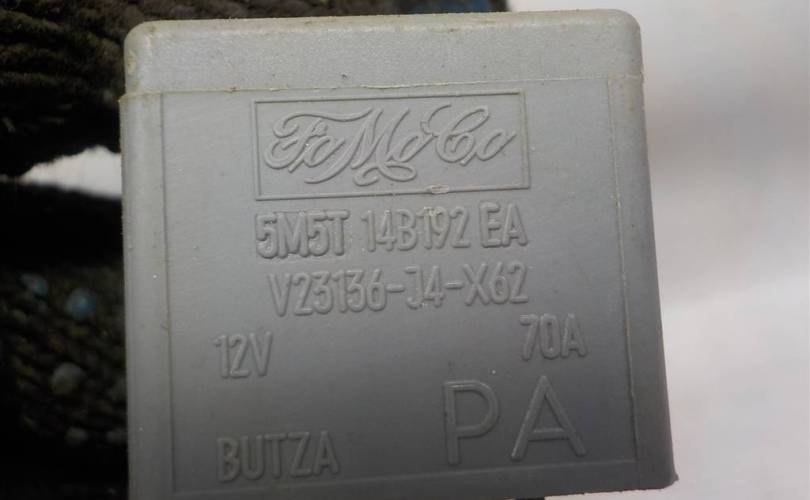 FoMoCo
5M5T 14B192 EA
V23136-J4-X62
12V 70A
BUTZA PA